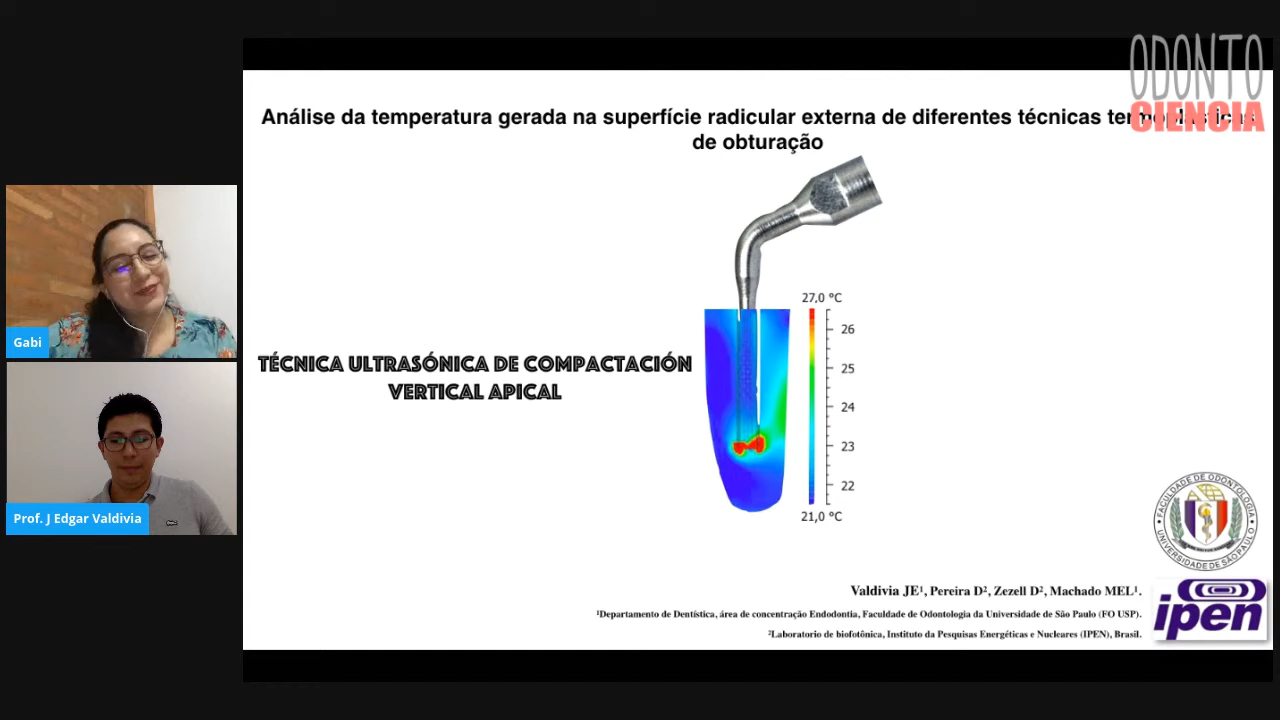 ODONTO
CIENCIA
Análise da temperatura gerada na superfície radicular externa de diferentes técnicas termoplásticas
de obturação
27,0 °C
26
25
24
23
22
21,0 °C
TÉCNICA ULTRASÓNICA DE COMPACTACIÓN
VERTICAL APICAL
Gabi
Prof. J Edgar Valdivia
FACULDADE DE ODONTOLOGIA
UNIVERSIDADE DE SÃO PAULO
Valdivia JE¹, Pereira D², Zezell D², Machado MEL¹.
¹Departamento de Dentística, área de concentração Endodontia, Faculdade de Odontologia da Universidade de São Paulo (FO USP).
²Laboratorio de biofotônica, Instituto da Pesquisas Energéticas e Nucleares (IPEN), Brasil.
ipen